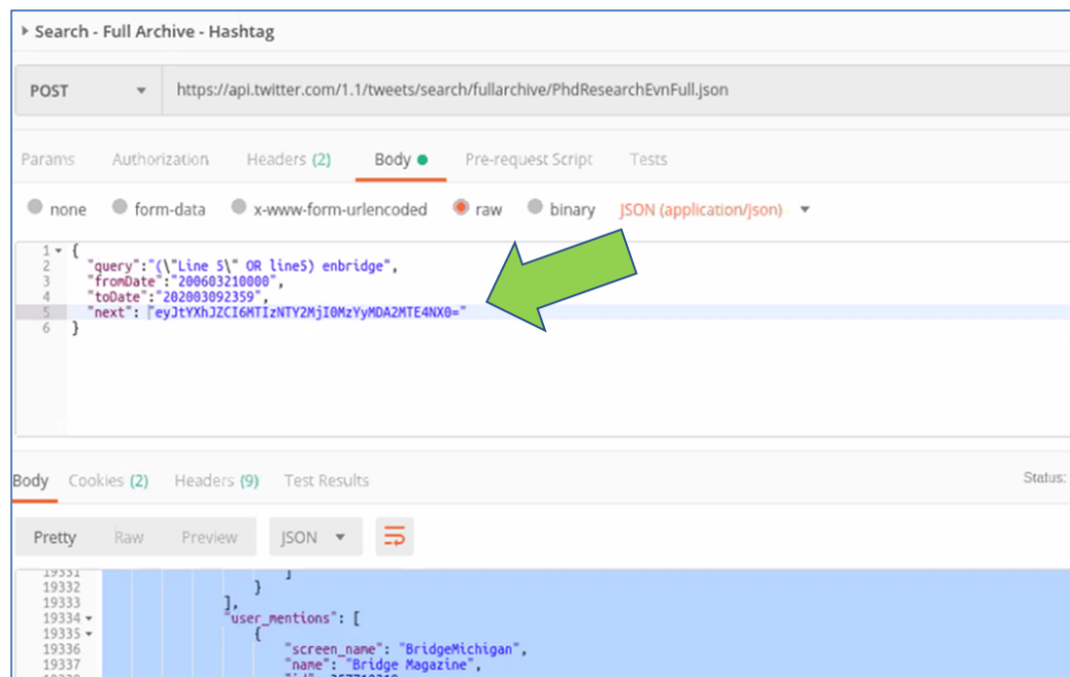 Search - Full Archive - Hashtag
POST https://api.twitter.com/1.1/tweets/search/fullarchive/PhdResearchEvnFull.json
Params Authorization Headers (2) Body Pre-request Script Tests
none form-data x-www-form-urlencoded raw binary JSON (application/json)
1 {
2 "query":"(\"Line 5\" OR line5) enbridge",
3 "fromDate":"200603210000",
4 "toDate":"202003092359",
5 "next": "eyJtYXhJZCI6MTIzNTY2MjI0MzYyMDA2MTE4NX0="
6 }
Body Cookies (2) Headers (9) Test Results Status:
Pretty Raw Preview JSON
19331 ]
19332 }
19333 ],
19334 "user_mentions": [
19335 {
19336 "screen_name": "BridgeMichigan",
19337 "name": "Bridge Magazine",